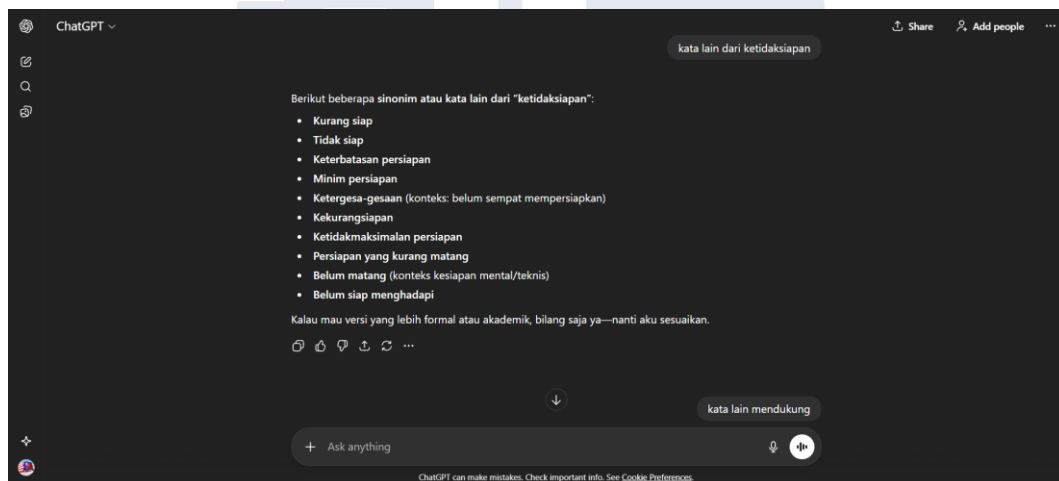 ChatGPT
Share
Add people
kata lain dari ketidaksiapan
Berikut beberapa sinonim atau kata lain dari "ketidaksiapan":
• Kurang siap
• Tidak siap
• Keterbatasan persiapan
• Minim persiapan
• Ketergesa-gesaan (konteks: belum sempat mempersiapkan)
• Kekurangsiapan
• Ketidakmaksimalan persiapan
• Persiapan yang kurang matang
• Belum matang (konteks kesiapan mental/teknis)
• Belum siap menghadapi
Kalau mau versi yang lebih formal atau akademik, bilang saja ya—nanti aku sesuaikan.
kata lain mendukung
Ask anything
ChatGPT can make mistakes. Check important info. See Cookie Preferences.